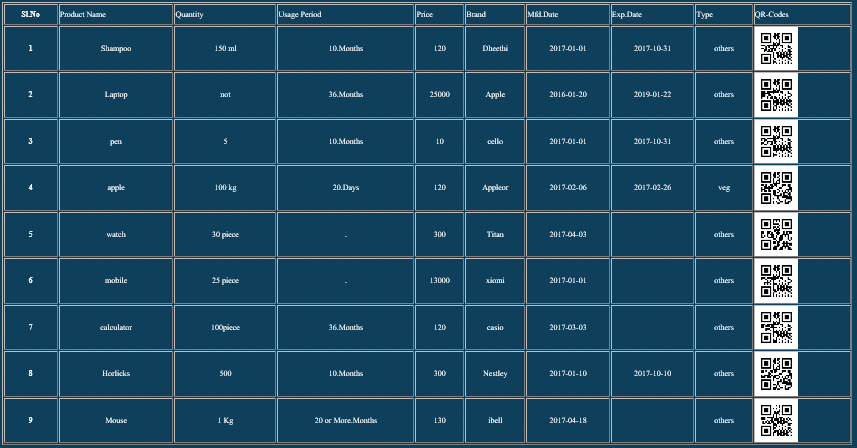 Sl.No Product Name Quantity Usage Period Price Brand Mfd.Date Exp.Date Type QR-Codes
1 Shampoo 150 ml 10.Months 120 Dheethi 2017-01-01 2017-10-31 others
2 Laptop not 36.Months 25000 Apple 2016-01-20 2019-01-22 others
3 pen 5 10.Months 10 cello 2017-01-01 2017-10-31 others
4 apple 100 kg 20.Days 120 Appleor 2017-02-06 2017-02-26 veg
5 watch 30 piece . 300 Titan 2017-04-03 others
6 mobile 25 piece . 13000 xiomi 2017-01-01 others
7 calculator 100piece 36.Months 120 casio 2017-03-03 others
8 Horlicks 500 10.Months 300 Nestley 2017-01-10 2017-10-10 others
9 Mouse 1 Kg 20 or More.Months 130 ibell 2017-04-18 others